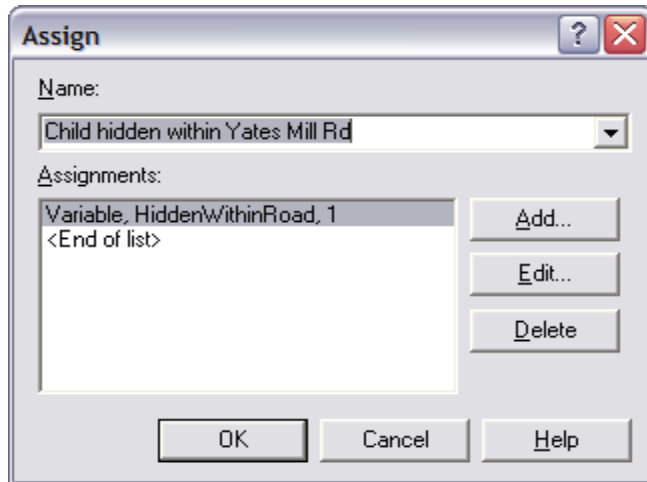 Assign
Name:
Child hidden within Yates Mill Rd
Assignments:
Variable, HiddenWithinRoad, 1
<End of list>
Add...
Edit...
Delete
OK
Cancel
Help